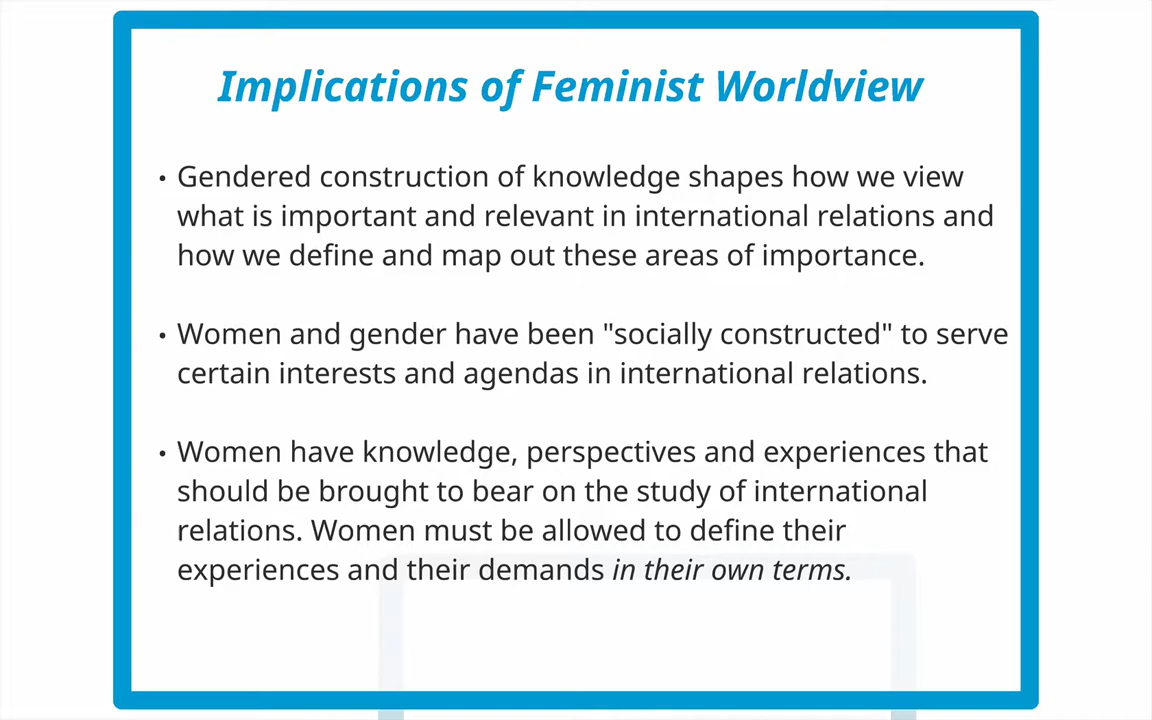 Implications of Feminist Worldview
• Gendered construction of knowledge shapes how we view
what is important and relevant in international relations and
how we define and map out these areas of importance.
• Women and gender have been "socially constructed" to serve
certain interests and agendas in international relations.
• Women have knowledge, perspectives and experiences that
should be brought to bear on the study of international
relations. Women must be allowed to define their
experiences and their demands in their own terms.